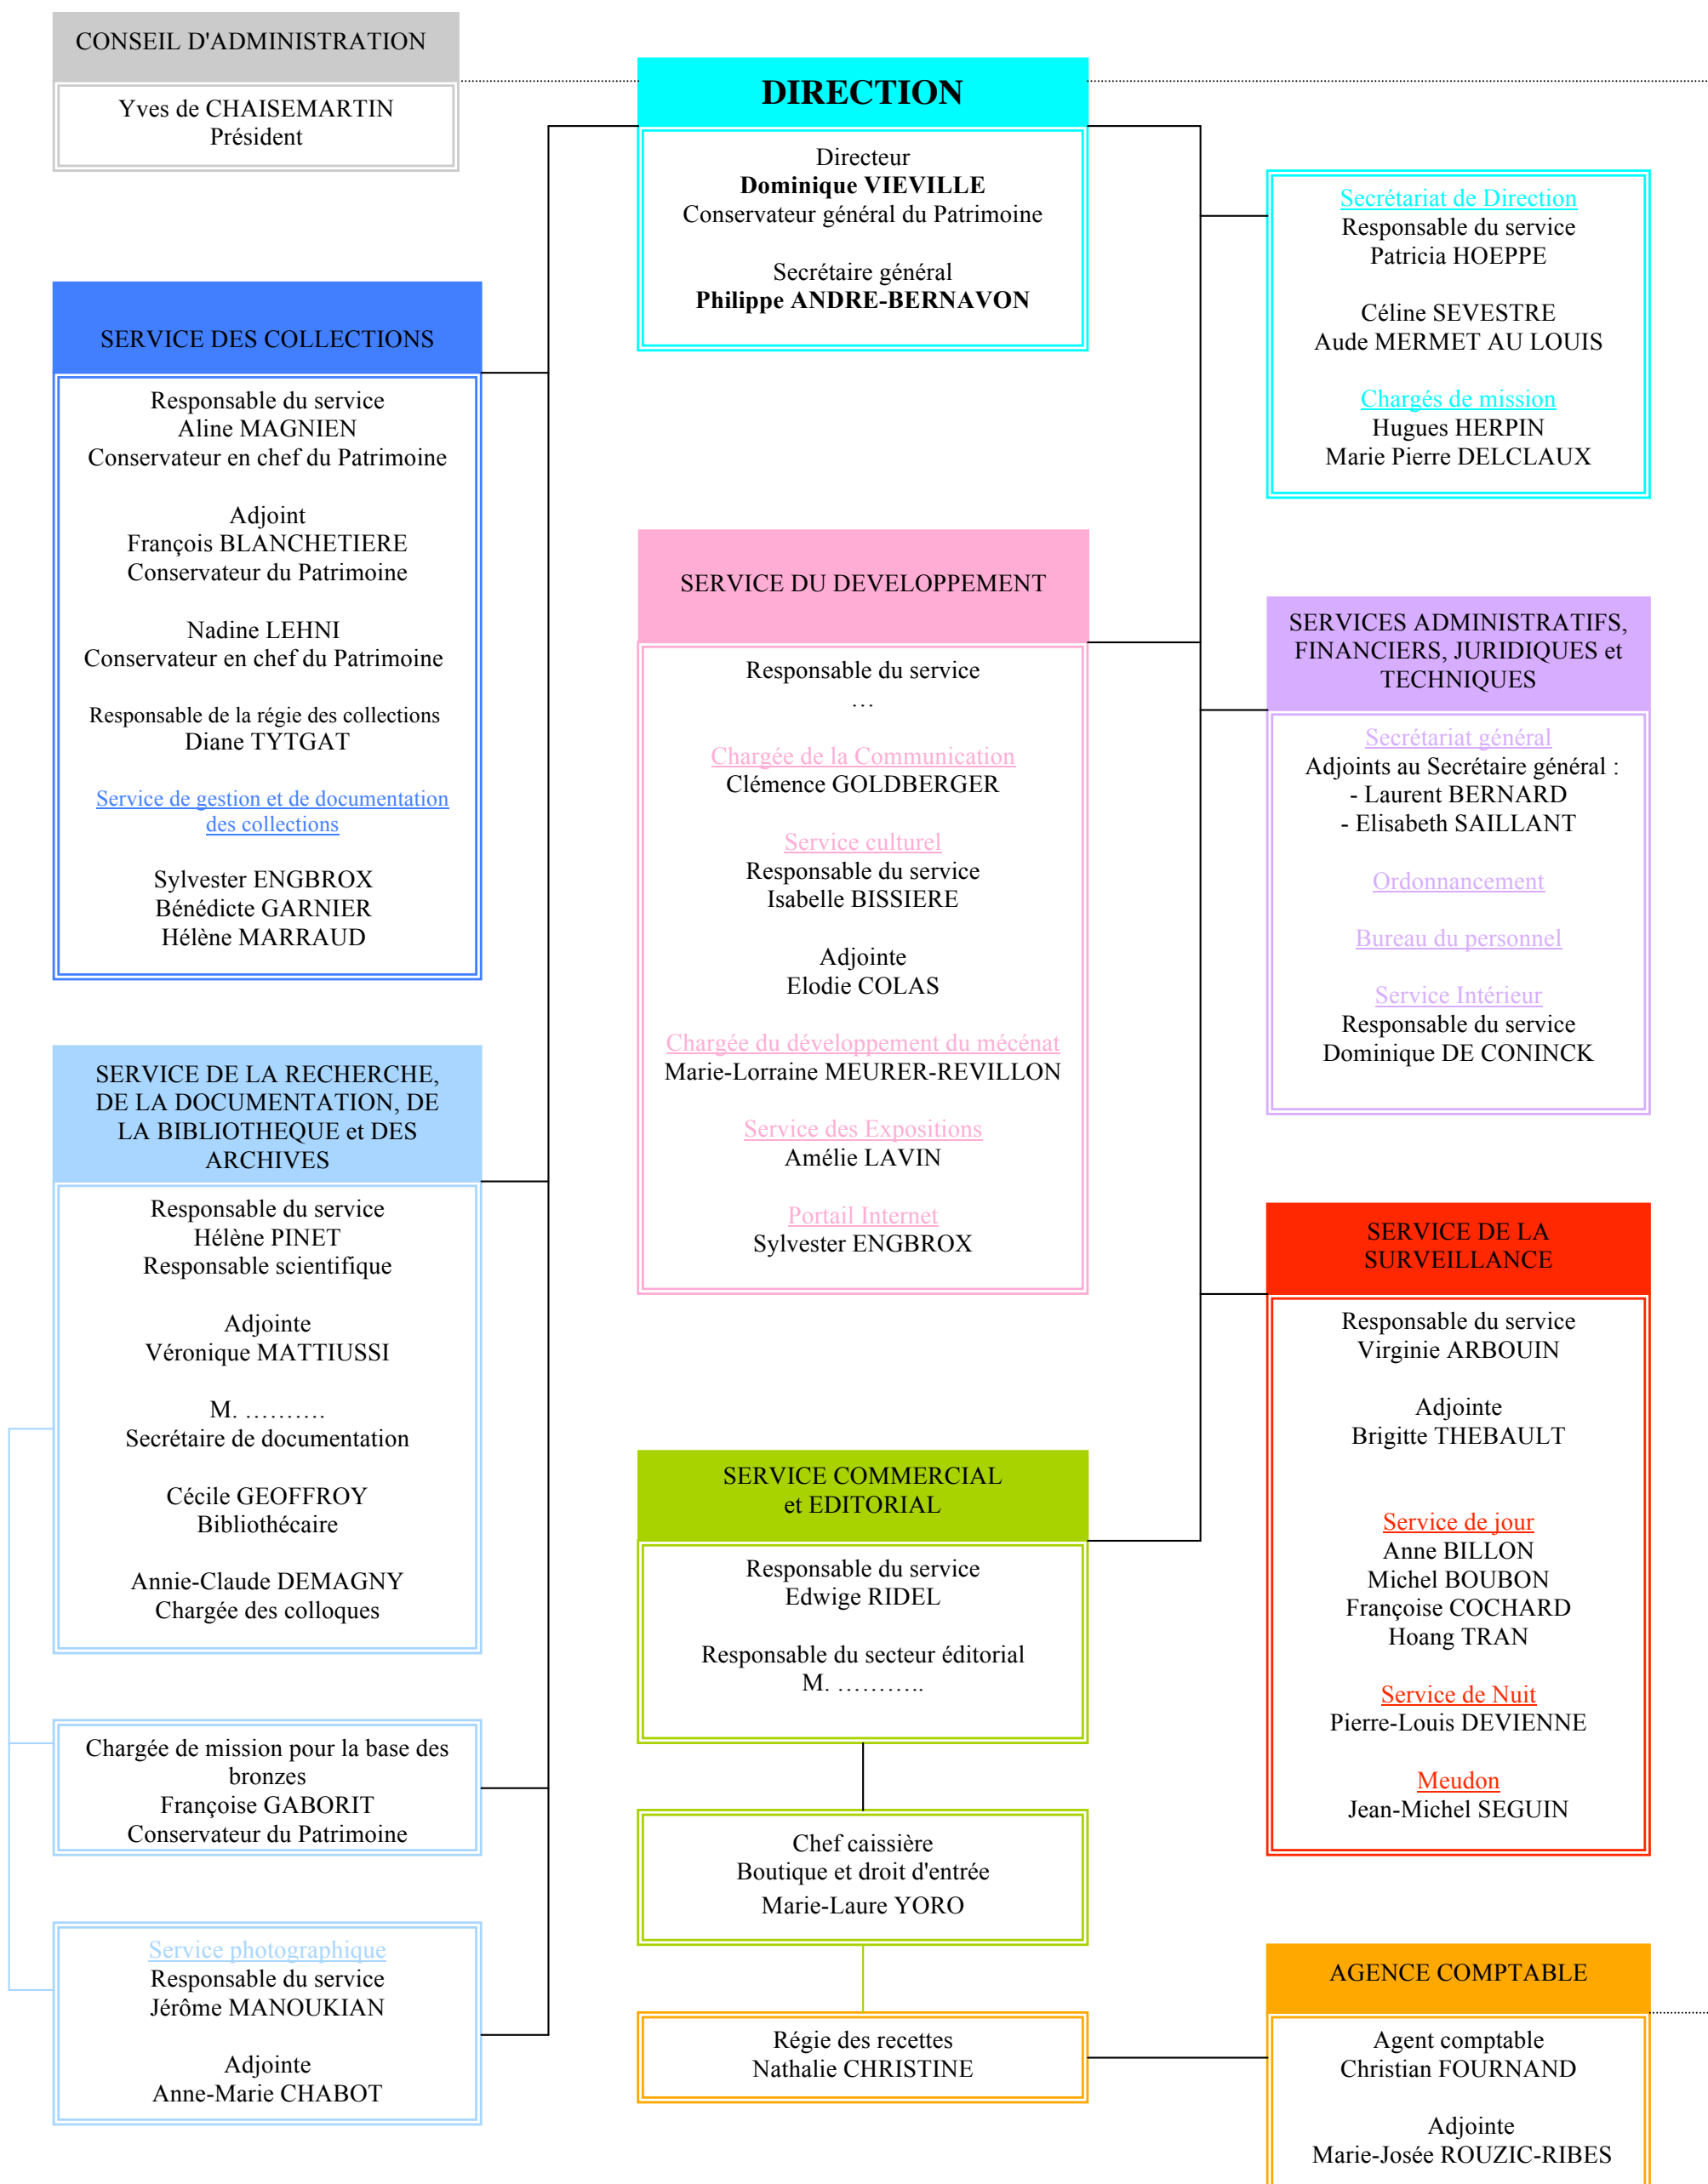 CONSEIL D'ADMINISTRATION
Yves de CHAISEMARTIN
Président
DIRECTION
Directeur
Dominique VIEVILLE
Conservateur général du Patrimoine
Secrétaire général
Philippe ANDRE-BERNAVON
Secrétariat de Direction
Responsable du service
Patricia HOEPPE
Céline SEVESTRE
Aude MERMET AU LOUIS
Chargés de mission
Hugues HERPIN
Marie Pierre DELCLAUX
SERVICE DES COLLECTIONS
Responsable du service
Aline MAGNIEN
Conservateur en chef du Patrimoine
Adjoint
François BLANCHETIERE
Conservateur du Patrimoine
Nadine LEHNI
Conservateur en chef du Patrimoine
Responsable de la régie des collections
Diane TYTGAT
Service de gestion et de documentation
des collections
Sylvester ENGBROX
Bénédicte GARNIER
Hélène MARRAUD
SERVICE DU DEVELOPPEMENT
Responsable du service
…
Chargée de la Communication
Clémence GOLDBERGER
Service culturel
Responsable du service
Isabelle BISSIERE
Adjointe
Elodie COLAS
Chargée du développement du mécénat
Marie-Lorraine MEURER-REVILLON
Service des Expositions
Amélie LAVIN
Portail Internet
Sylvester ENGBROX
SERVICES ADMINISTRATIFS,
FINANCIERS, JURIDIQUES et
TECHNIQUES
Secrétariat général
Adjoints au Secrétaire général :
- Laurent BERNARD
- Elisabeth SAILLANT
Ordonnancement
Bureau du personnel
Service Intérieur
Responsable du service
Dominique DE CONINCK
SERVICE DE LA RECHERCHE,
DE LA DOCUMENTATION, DE
LA BIBLIOTHEQUE et DES
ARCHIVES
Responsable du service
Hélène PINET
Responsable scientifique
Adjointe
Véronique MATTIUSSI
M. ……….
Secrétaire de documentation
Cécile GEOFFROY
Bibliothécaire
Annie-Claude DEMAGNY
Chargée des colloques
Chargée de mission pour la base des
bronzes
Françoise GABORIT
Conservateur du Patrimoine
Service photographique
Responsable du service
Jérôme MANOUKIAN
Adjointe
Anne-Marie CHABOT
SERVICE COMMERCIAL
et EDITORIAL
Responsable du service
Edwige RIDEL
Responsable du secteur éditorial
M. ………..
Chef caissière
Boutique et droit d'entrée
Marie-Laure YORO
Régie des recettes
Nathalie CHRISTINE
SERVICE DE LA
SURVEILLANCE
Responsable du service
Virginie ARBOUIN
Adjointe
Brigitte THEBAULT
Service de jour
Anne BILLON
Michel BOUBON
Françoise COCHARD
Hoang TRAN
Service de Nuit
Pierre-Louis DEVIENNE
Meudon
Jean-Michel SEGUIN
AGENCE COMPTABLE
Agent comptable
Christian FOURNAND
Adjointe
Marie-Josée ROUZIC-RIBES